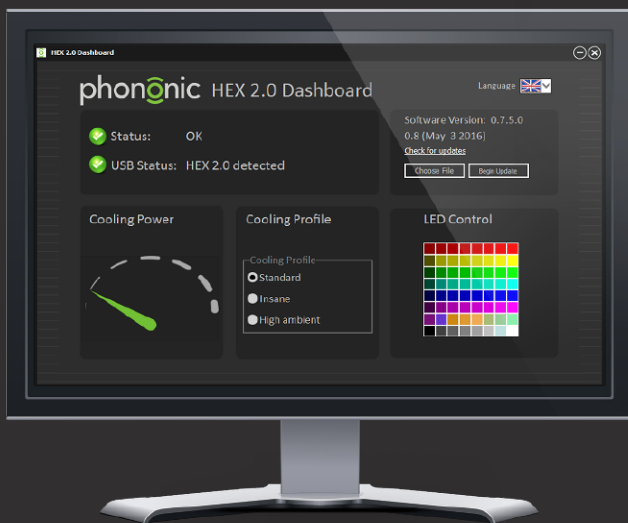 HEX 2.0 Dashboard
phononic HEX 2.0 Dashboard
Language
Status: OK
USB Status: HEX 2.0 detected
Software Version: 0.7.5.0
0.8 (May 3 2016)
Check for updates
Choose File Begin Update
Cooling Power
Cooling Profile
Cooling Profile
Standard
Insane
High ambient
LED Control